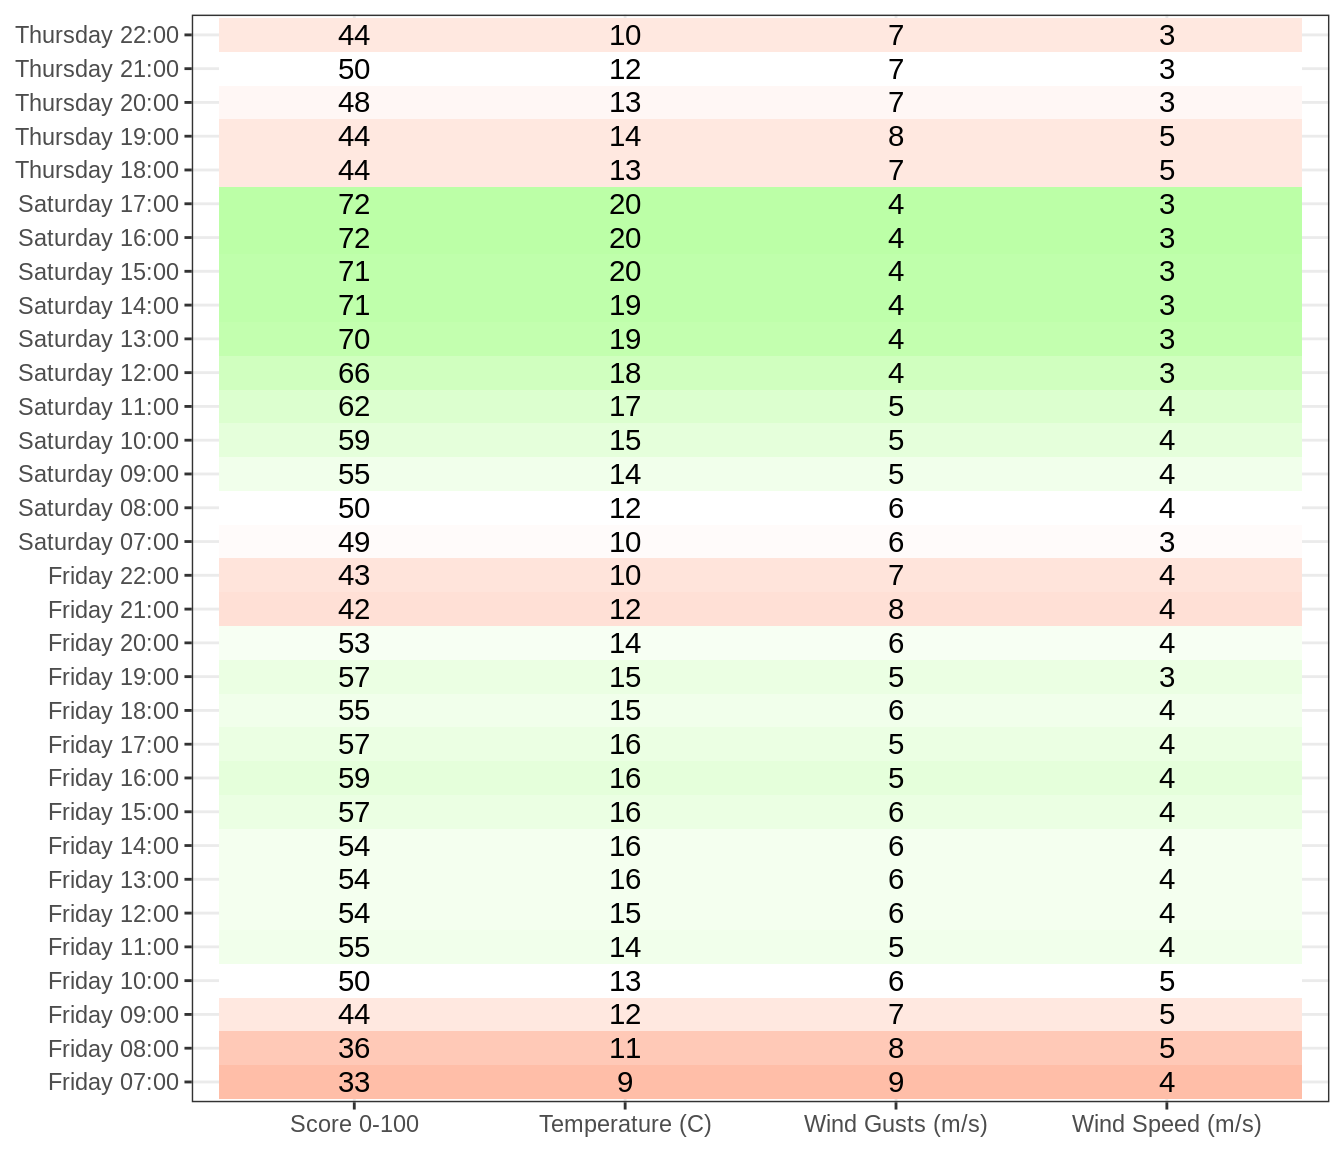 Thursday 22:00 44 10 7 3
Thursday 21:00 50 12 7 3
Thursday 20:00 48 13 7 3
Thursday 19:00 44 14 8 5
Thursday 18:00 44 13 7 5
Saturday 17:00 72 20 4 3
Saturday 16:00 72 20 4 3
Saturday 15:00 71 20 4 3
Saturday 14:00 71 19 4 3
Saturday 13:00 70 19 4 3
Saturday 12:00 66 18 4 3
Saturday 11:00 62 17 5 4
Saturday 10:00 59 15 5 4
Saturday 09:00 55 14 5 4
Saturday 08:00 50 12 6 4
Saturday 07:00 49 10 6 3
Friday 22:00 43 10 7 4
Friday 21:00 42 12 8 4
Friday 20:00 53 14 6 4
Friday 19:00 57 15 5 3
Friday 18:00 55 15 6 4
Friday 17:00 57 16 5 4
Friday 16:00 59 16 5 4
Friday 15:00 57 16 6 4
Friday 14:00 54 16 6 4
Friday 13:00 54 16 6 4
Friday 12:00 54 15 6 4
Friday 11:00 55 14 5 4
Friday 10:00 50 13 6 5
Friday 09:00 44 12 7 5
Friday 08:00 36 11 8 5
Friday 07:00 33 9 9 4
Score 0-100 Temperature (C) Wind Gusts (m/s) Wind Speed (m/s)